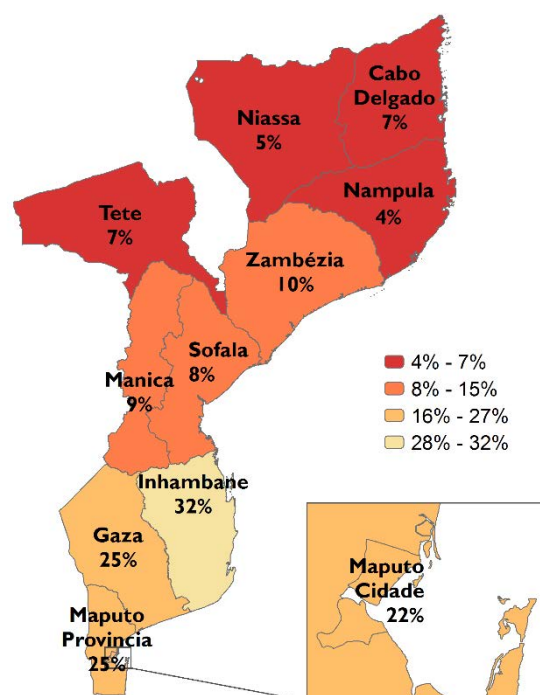 Cabo
Delgado
7%
Niassa
5%
Nampula
4%
Tete
7%
Zambézia
10%
Sofala
8%
Manica
9%
4% - 7%
8% - 15%
16% - 27%
28% - 32%
Inhambane
32%
Gaza
25%
Maputo
Cidade
22%
Maputo
Provincia
25%